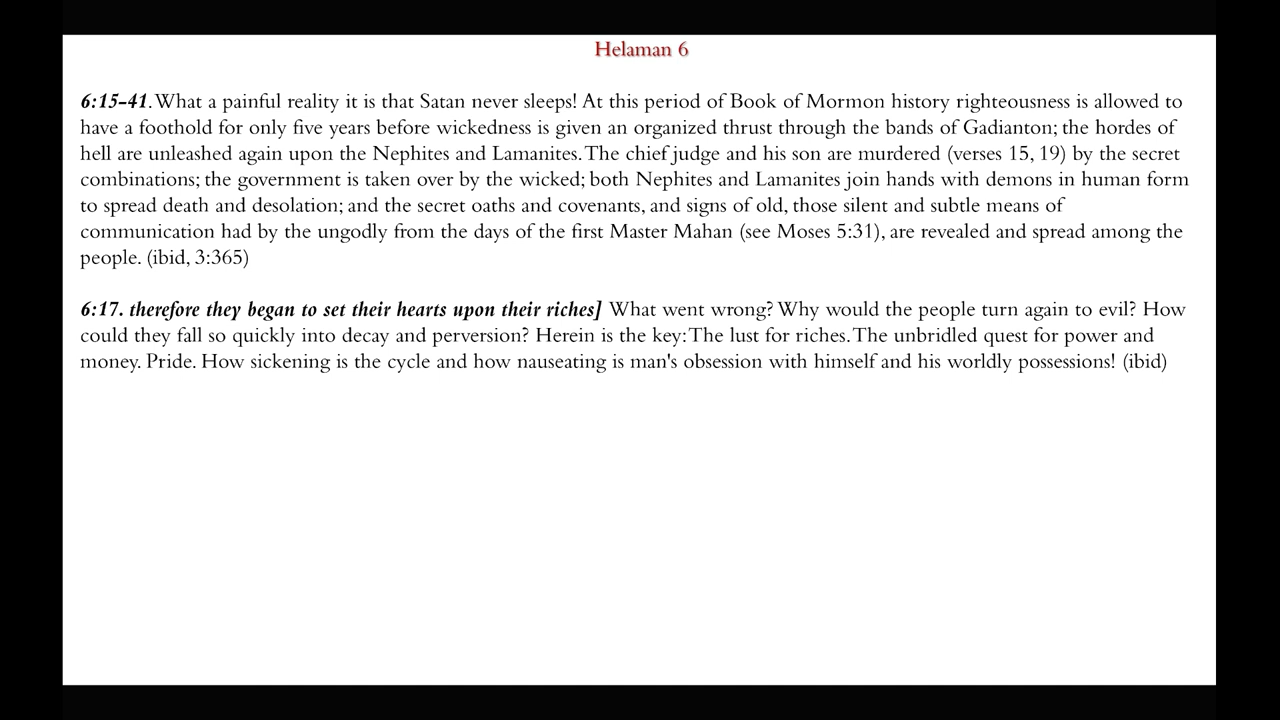 Helaman 6
6:15-41. What a painful reality it is that Satan never sleeps! At this period of Book of Mormon history righteousness is allowed to
have a foothold for only five years before wickedness is given an organized thrust through the bands of Gadianton; the hordes of
hell are unleashed again upon the Nephites and Lamanites. The chief judge and his son are murdered (verses 15, 19) by the secret
combinations; the government is taken over by the wicked; both Nephites and Lamanites join hands with demons in human form
to spread death and desolation; and the secret oaths and covenants, and signs of old, those silent and subtle means of
communication had by the ungodly from the days of the first Master Mahan (see Moses 5:31), are revealed and spread among the
people. (ibid, 3:365)
6:17. therefore they began to set their hearts upon their riches] What went wrong? Why would the people turn again to evil? How
could they fall so quickly into decay and perversion? Herein is the key: The lust for riches. The unbridled quest for power and
money. Pride. How sickening is the cycle and how nauseating is man's obsession with himself and his worldly possessions! (ibid)